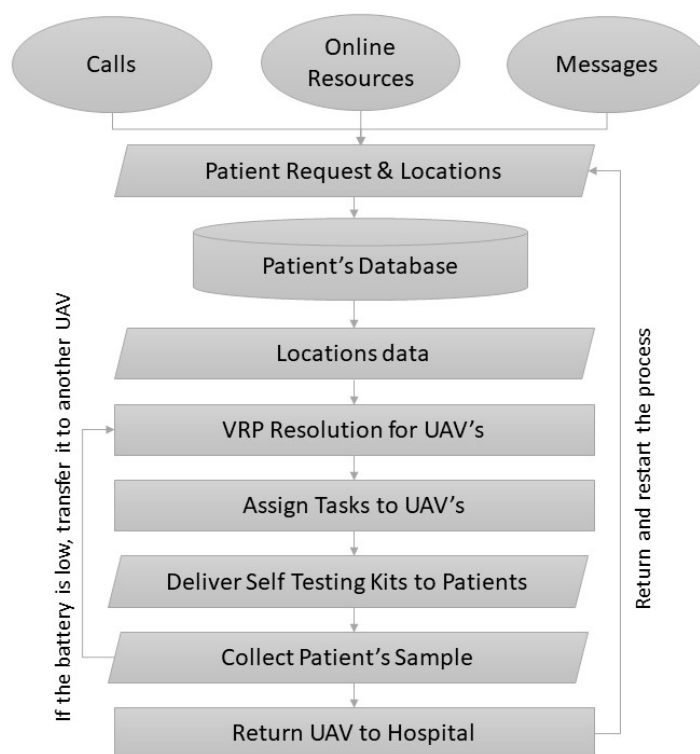 Calls
Online
Resources
Messages
Patient Request & Locations
Patient's Database
Locations data
VRP Resolution for UAV's
Assign Tasks to UAV's
Deliver Self Testing Kits to Patients
Collect Patient's Sample
Return UAV to Hospital
If the battery is low, transfer it to another UAV
Return and restart the process